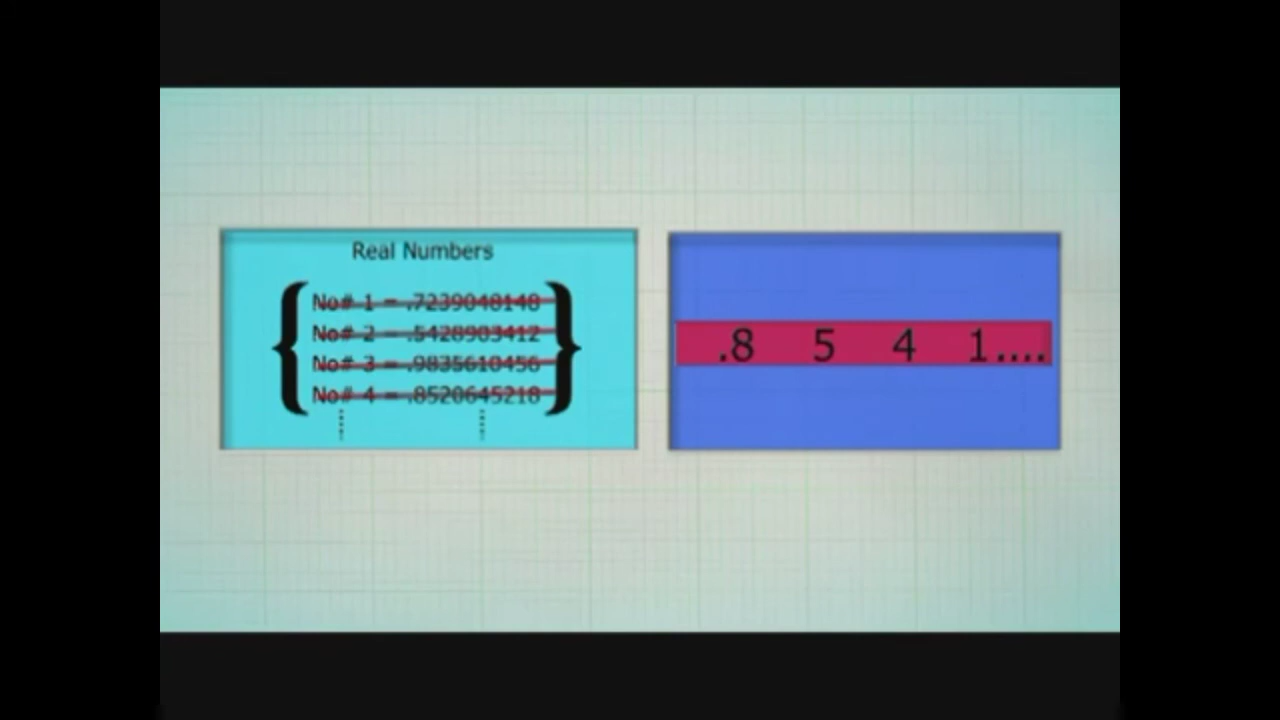 Real Numbers
No# 1 = .7239048148
No# 2 = .5428903412
No# 3 = .9835610456
No# 4 = .8520645218
.8 5 4 1....